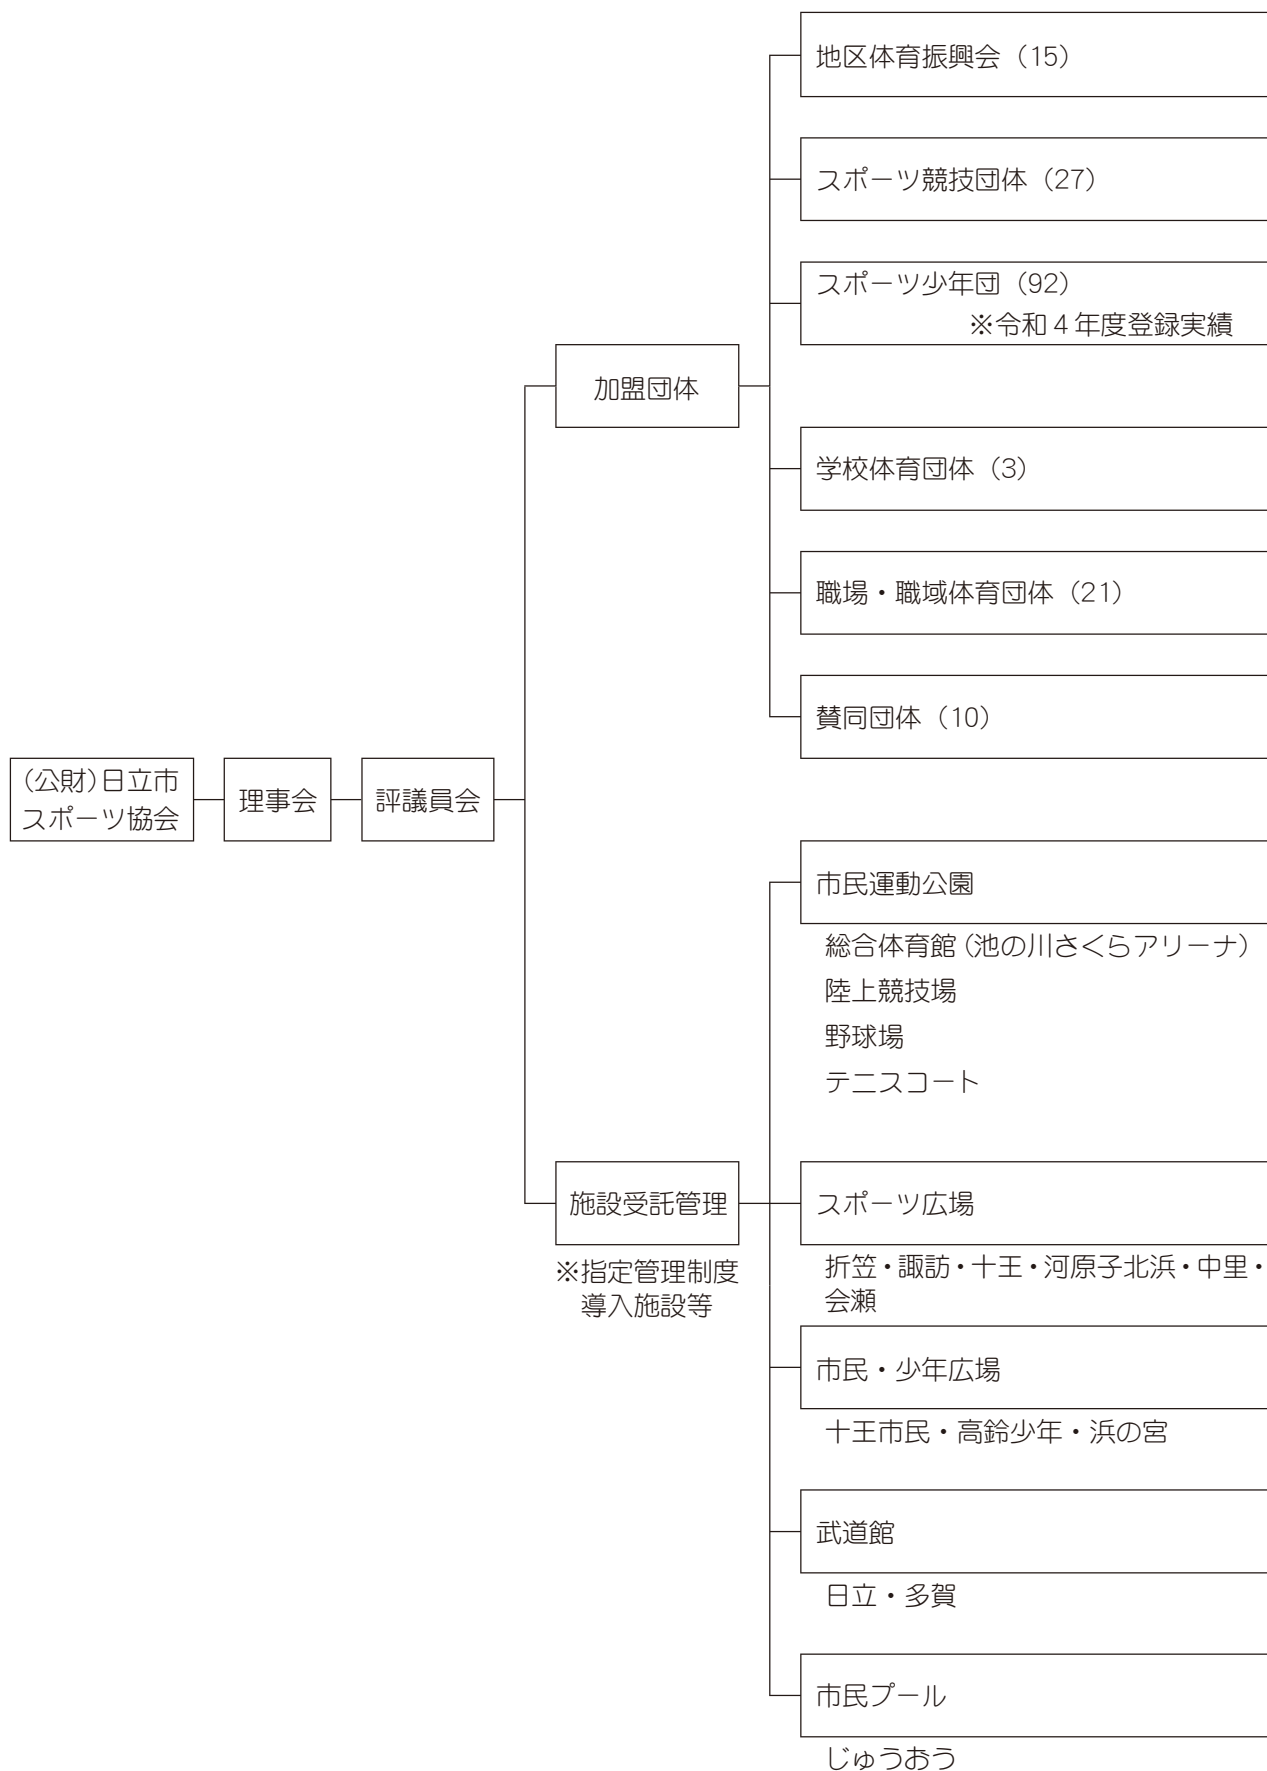 地区体育振興会（15）
スポーツ競技団体（27）
スポーツ少年団（92）
※令和４年度登録実績
加盟団体
学校体育団体（3）
職場・職域体育団体（21）
賛同団体（10）
（公財）日立市
スポーツ協会
理事会
評議員会
市民運動公園
総合体育館（池の川さくらアリーナ）
陸上競技場
野球場
テニスコート
施設受託管理
※指定管理制度
導入施設等
スポーツ広場
折笠・諏訪・十王・河原子北浜・中里・
会瀬
市民・少年広場
十王市民・高鈴少年・浜の宮
武道館
日立・多賀
市民プール
じゅうおう